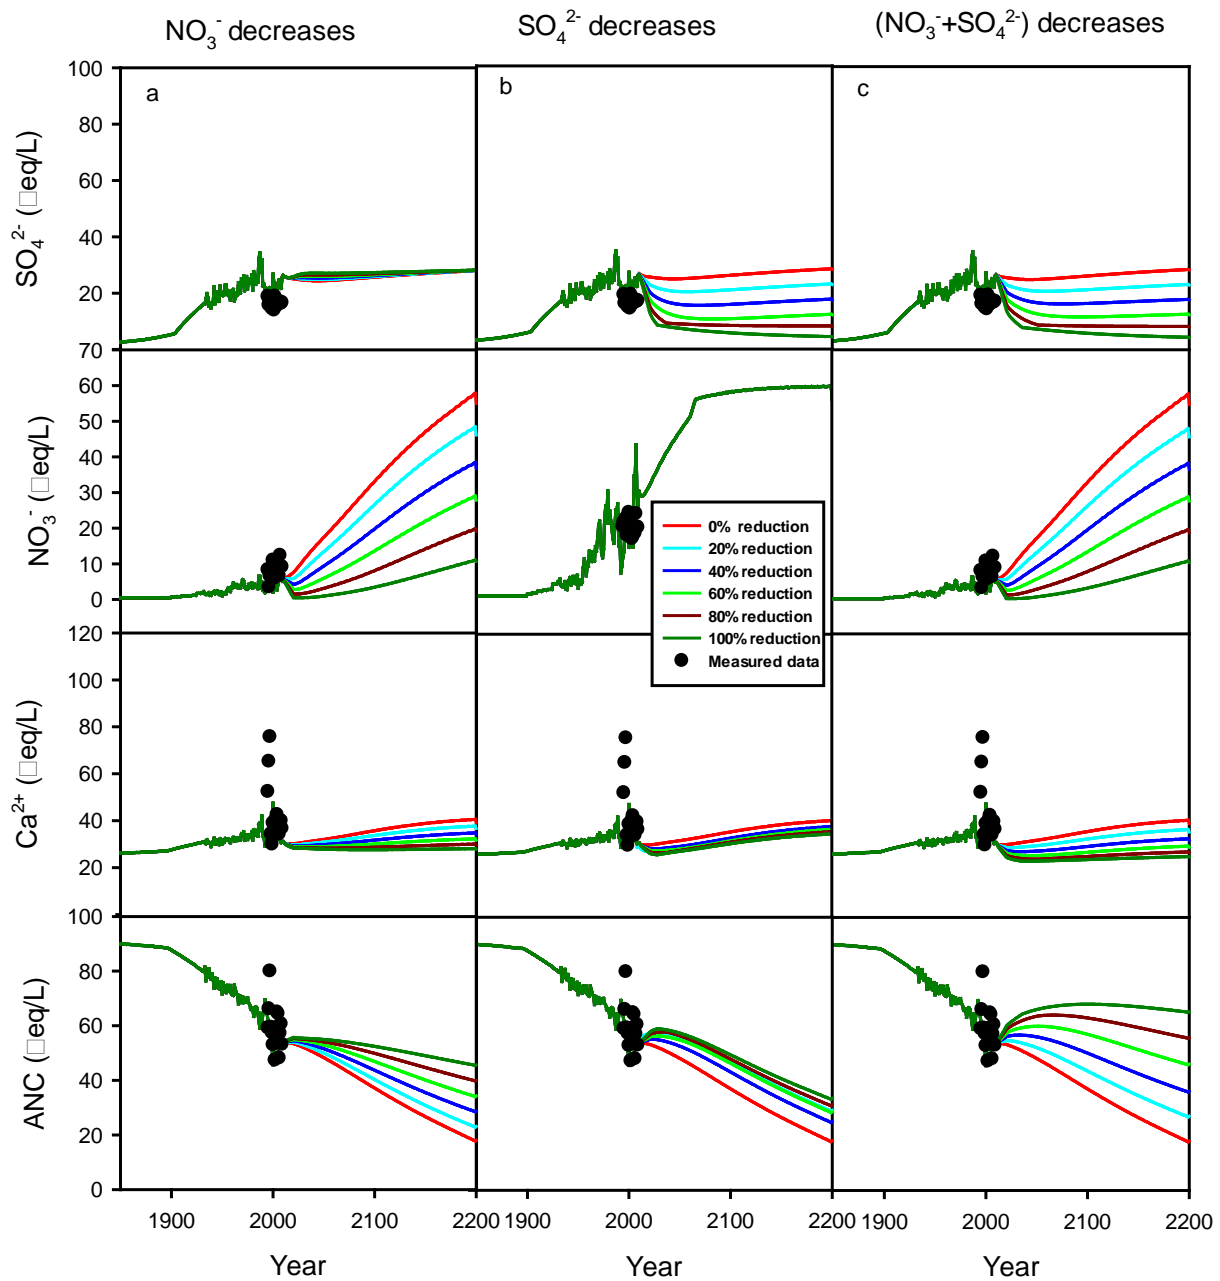 NO₃⁻ decreases
SO₄²⁻ decreases
(NO₃⁻+SO₄²⁻) decreases
a
b
c
SO₄²⁻ (□eq/L)
100
80
60
40
20
70
NO₃⁻ (□eq/L)
60
50
40
30
20
10
0
120
0% reduction
20% reduction
40% reduction
60% reduction
80% reduction
100% reduction
Measured data
Ca²⁺ (□eq/L)
100
80
60
40
20
0
100
ANC (□eq/L)
80
60
40
20
0
1900 2000 2100 2200
1900 2000 2100 2200
1900 2000 2100 2200
Year
Year
Year